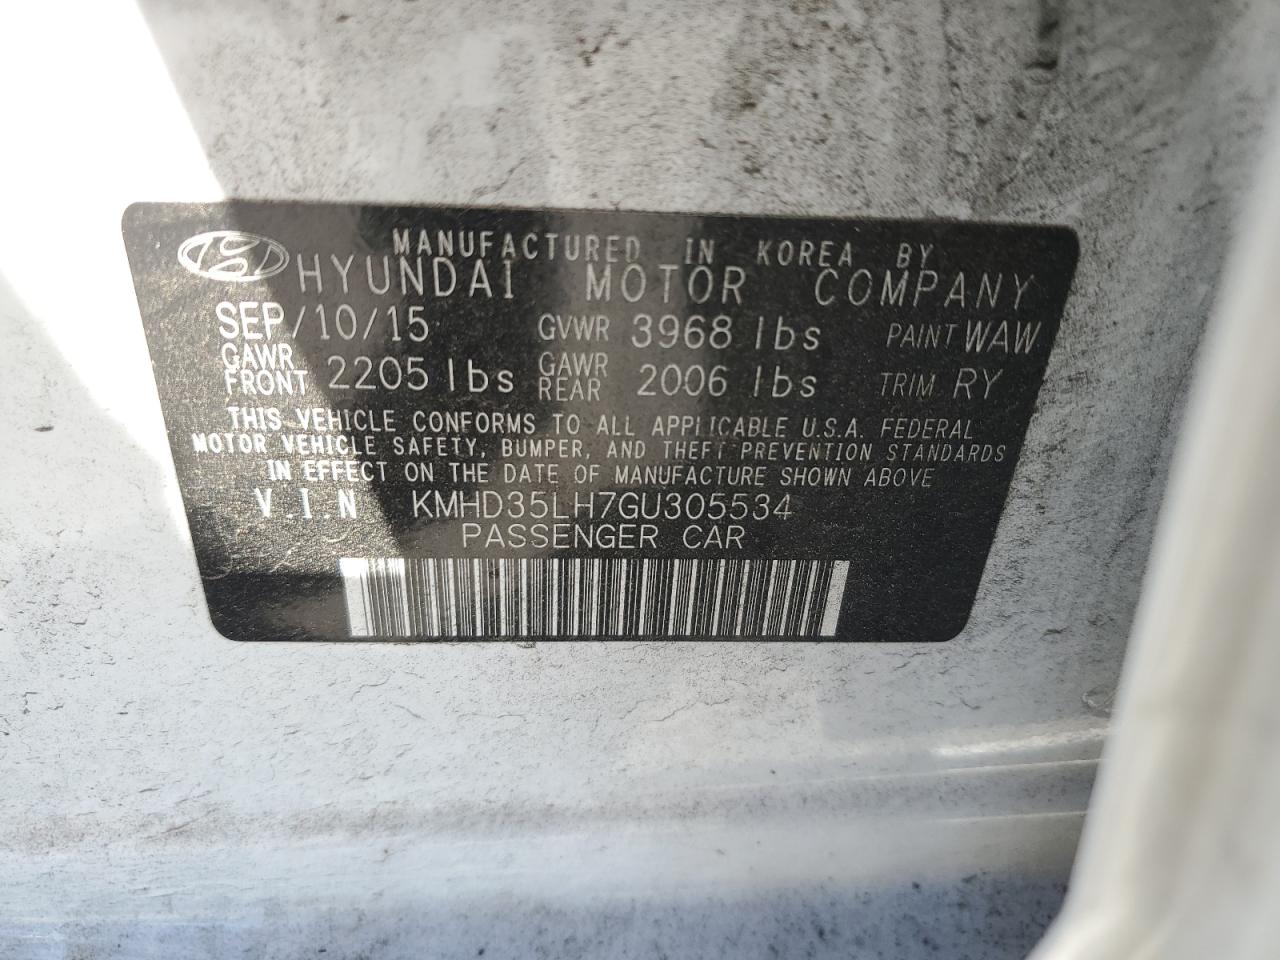 MANUFACTURED IN KOREA BY
HYUNDAI MOTOR COMPANY
SEP/10/15 GVWR 3968 lbs PAINT WAW
GAWR FRONT 2205 lbs GAWR REAR 2006 lbs TRIM RY
THIS VEHICLE CONFORMS TO ALL APPLICABLE U.S.A. FEDERAL
MOTOR VEHICLE SAFETY, BUMPER, AND THEFT PREVENTION STANDARDS
IN EFFECT ON THE DATE OF MANUFACTURE SHOWN ABOVE
V.I.N KMHD35LH7GU305534
PASSENGER CAR